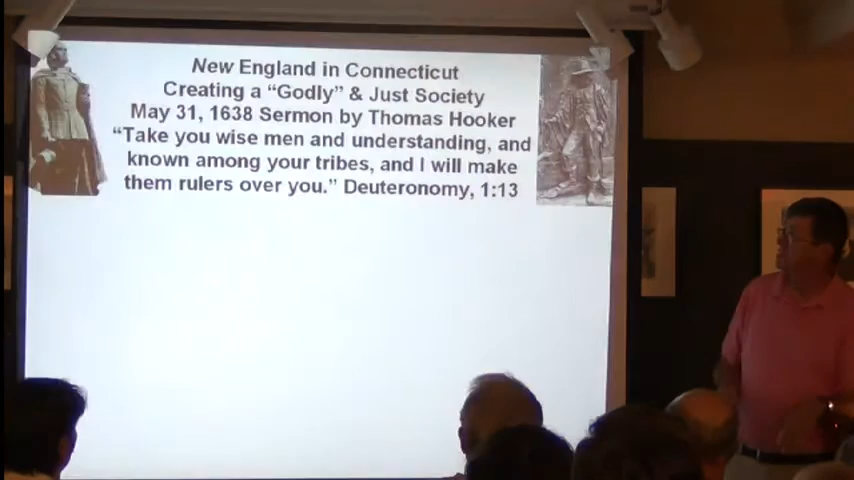 New England in Connecticut
Creating a “Godly” & Just Society
May 31, 1638 Sermon by Thomas Hooker
“Take you wise men and understanding, and
known among your tribes, and I will make
them rulers over you.” Deuteronomy, 1:13